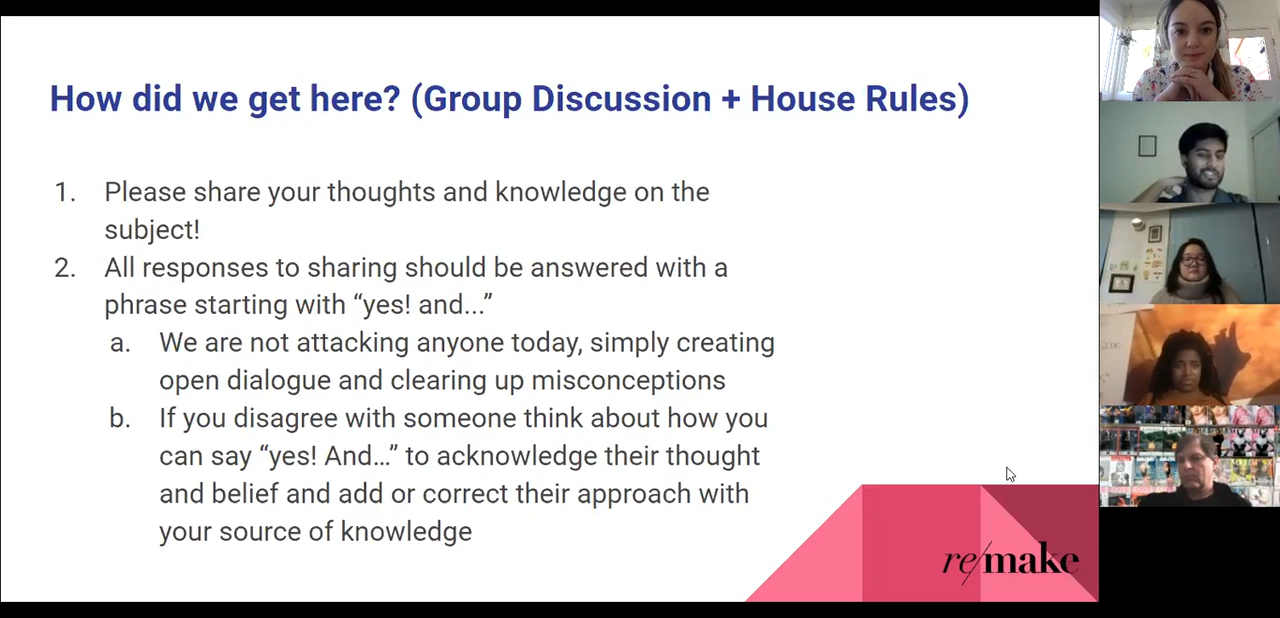 How did we get here? (Group Discussion + House Rules)
1. Please share your thoughts and knowledge on the
subject!
2. All responses to sharing should be answered with a
phrase starting with “yes! and...”
a. We are not attacking anyone today, simply creating
open dialogue and clearing up misconceptions
b. If you disagree with someone think about how you
can say “yes! And...” to acknowledge their thought
and belief and add or correct their approach with
your source of knowledge
re/make